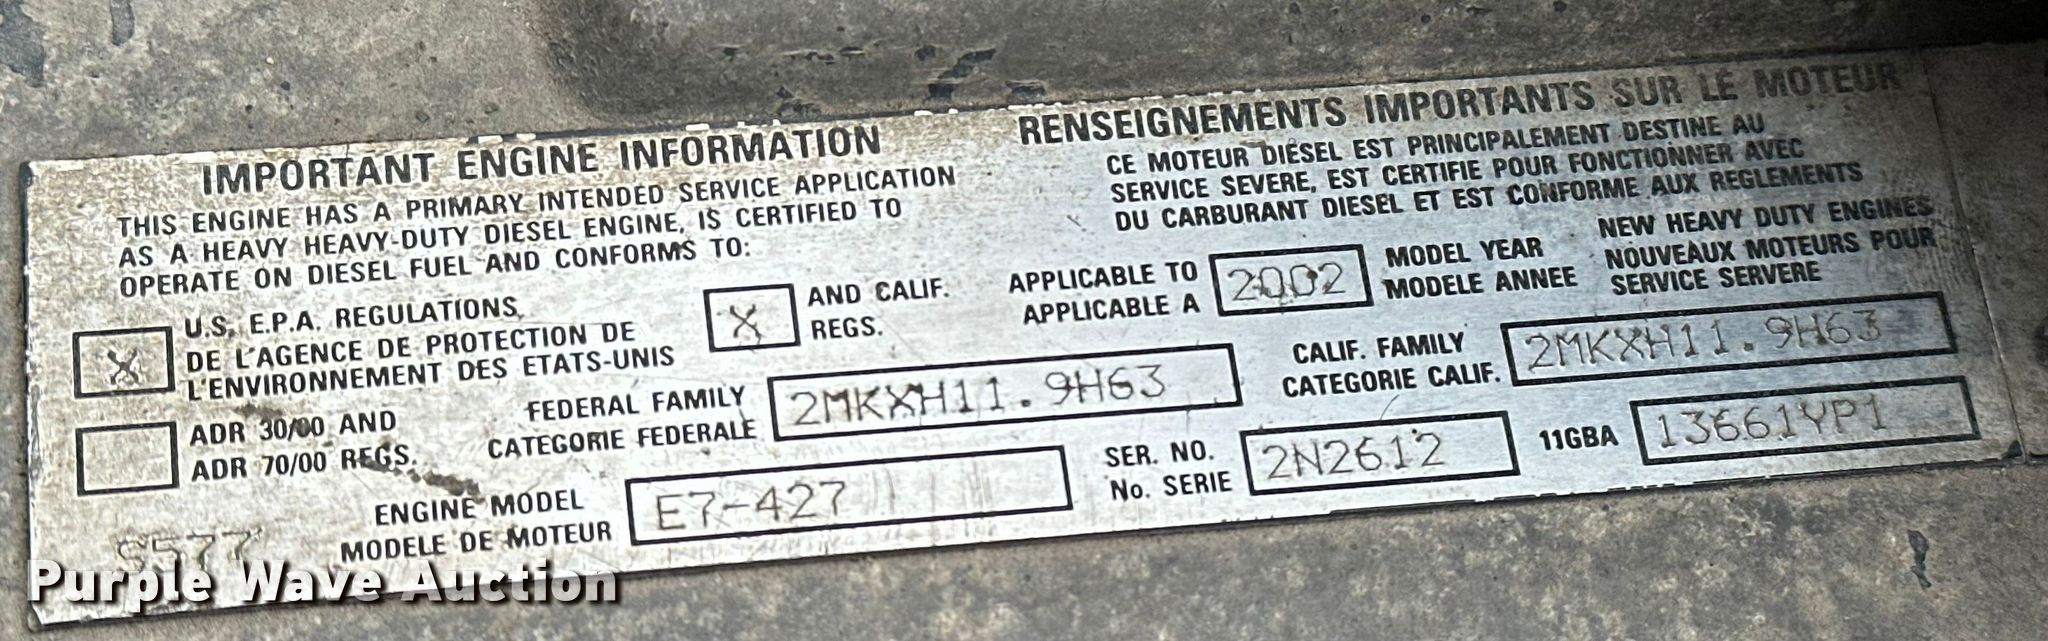 IMPORTANT ENGINE INFORMATION
THIS ENGINE HAS A PRIMARY INTENDED SERVICE APPLICATION
AS A HEAVY HEAVY-DUTY DIESEL ENGINE, IS CERTIFIED TO
OPERATE ON DIESEL FUEL AND CONFORMS TO:
RENSEIGNEMENTS IMPORTANTS SUR LE MOTEUR
CE MOTEUR DIESEL EST PRINCIPALEMENT DESTINE AU
SERVICE SEVERE, EST CERTIFIE POUR FONCTIONNER AVEC
DU CARBURANT DIESEL ET EST CONFORME AUX REGLEMENTS
X
U.S. E.P.A. REGULATIONS,
DE L'AGENCE DE PROTECTION DE
L'ENVIRONNEMENT DES ETATS-UNIS
X
AND CALIF.
REGS.
APPLICABLE TO
APPLICABLE A
2002
MODEL YEAR
MODELE ANNEE
NEW HEAVY DUTY ENGINES
NOUVEAUX MOTEURS POUR
SERVICE SERVERE
ADR 30/00 AND
ADR 70/00 REGS.
FEDERAL FAMILY
CATEGORIE FEDERALE
2MKXH11.9H63
CALIF. FAMILY
CATEGORIE CALIF.
2MKXH11.9H63
ENGINE MODEL
MODELE DE MOTEUR
E7-427
SER. NO.
No. SERIE
2N2612
11GBA
13661YP1
S577
Purple Wave Auction